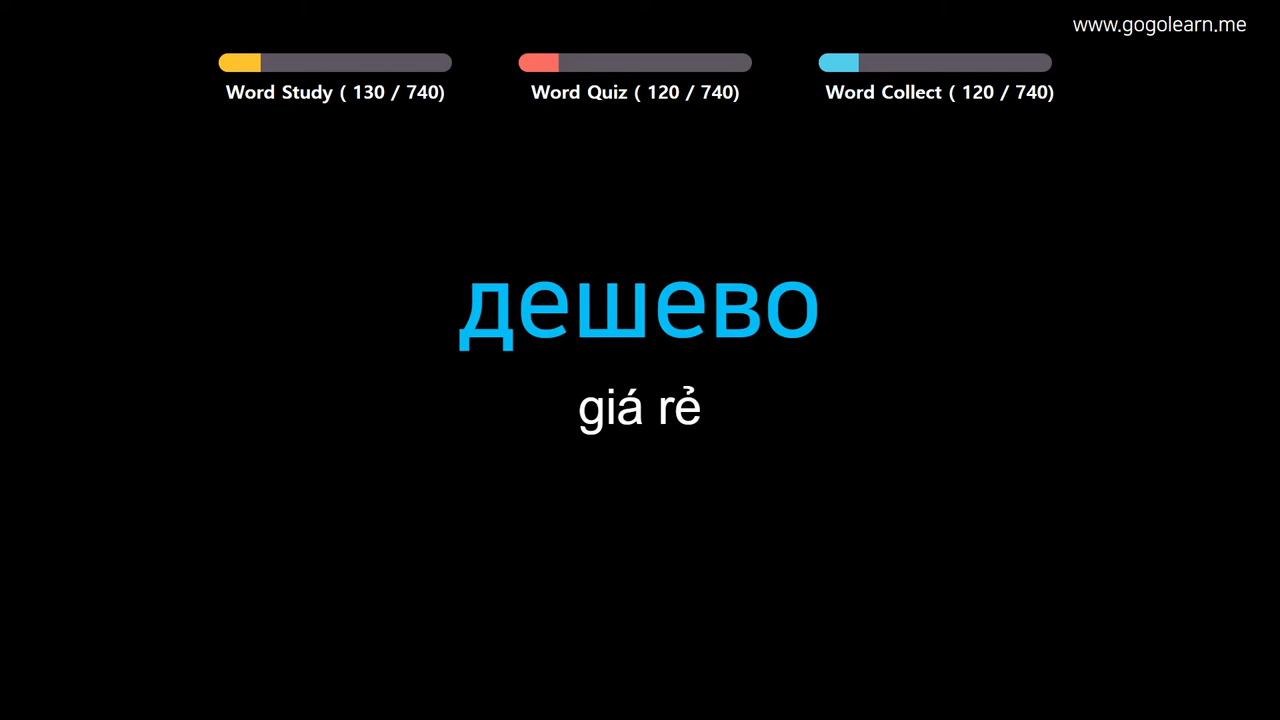 www.gogolearn.me
Word Study ( 130 / 740)
Word Quiz ( 120 / 740)
Word Collect ( 120 / 740)
дешево
giá rẻ